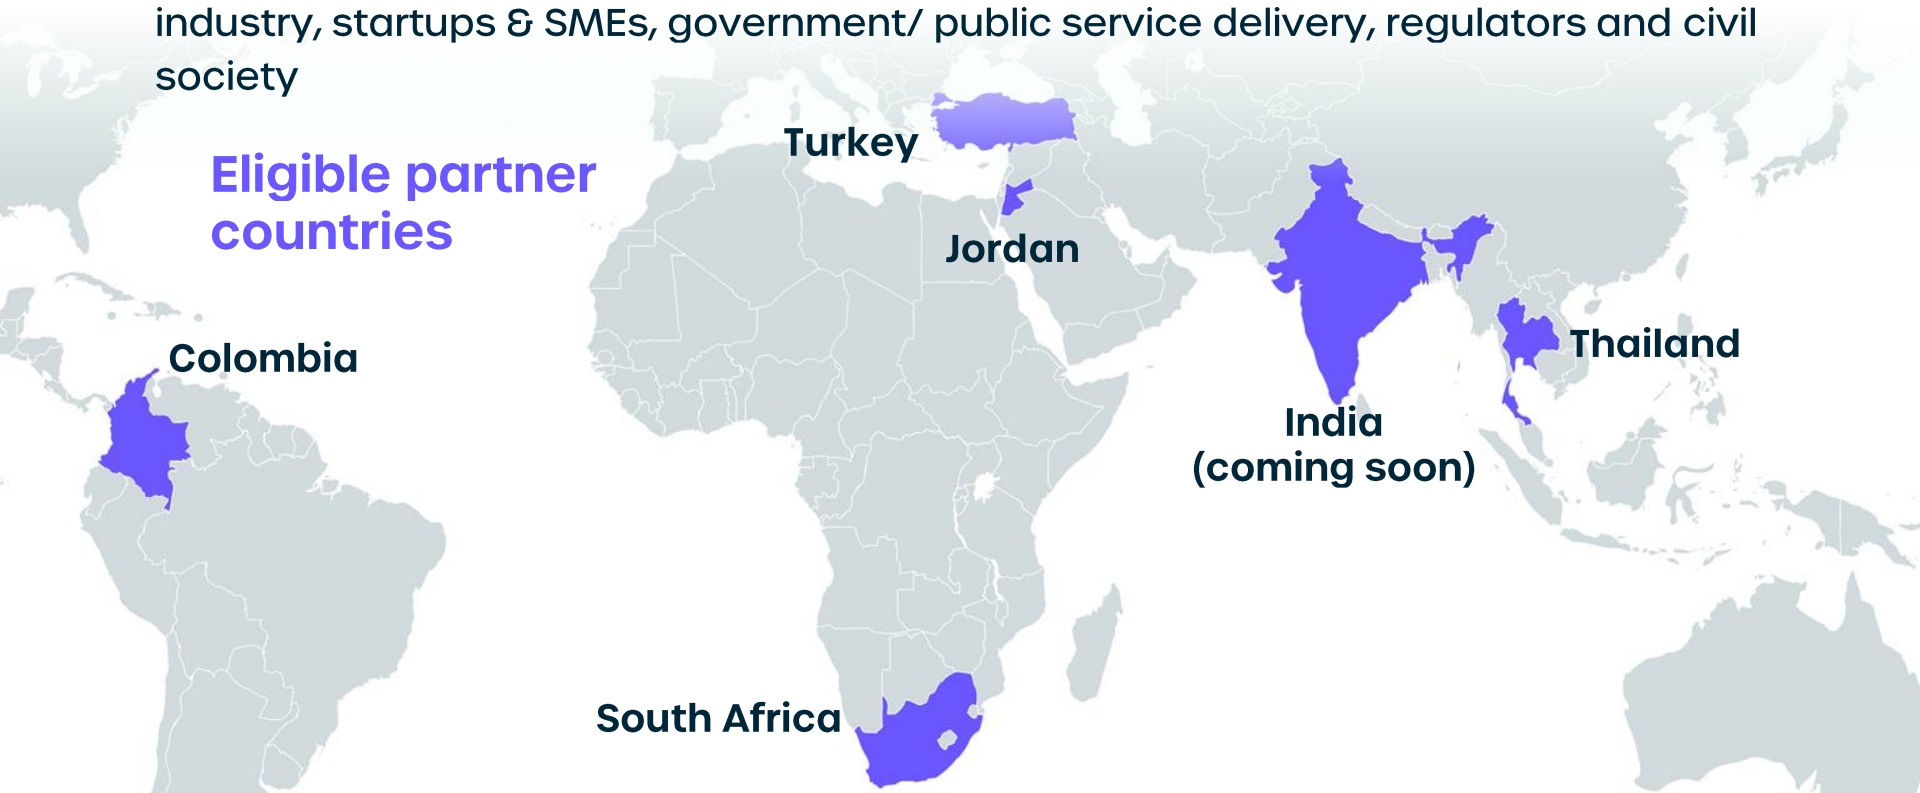 industry, startups & SMEs, government/ public service delivery, regulators and civil
society
Eligible partner
countries
Turkey
Jordan
Colombia
Thailand
India
(coming soon)
South Africa